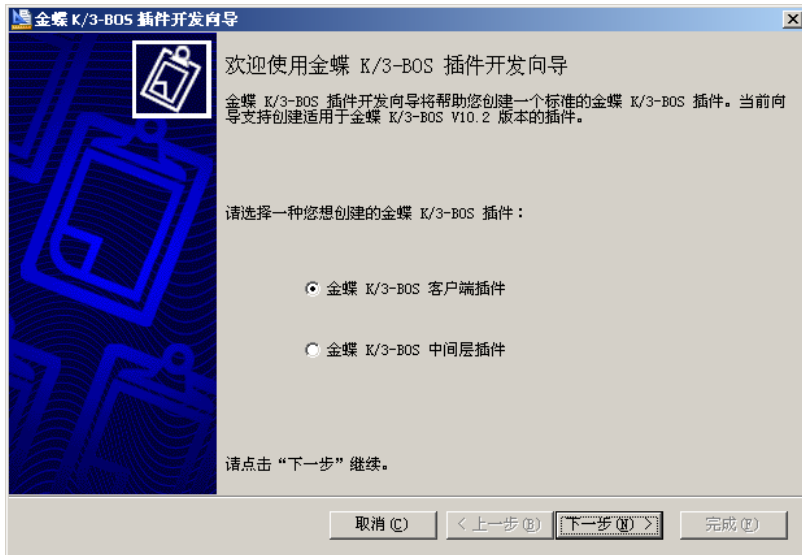 金蝶 K/3-BOS 插件开发向导
欢迎使用金蝶 K/3-BOS 插件开发向导
金蝶 K/3-BOS 插件开发向导将帮助您创建一个标准的金蝶 K/3-BOS 插件。当前向
导支持创建适用于金蝶 K/3-BOS V10.2 版本的插件。
请选择一种您想创建的金蝶 K/3-BOS 插件：
金蝶 K/3-BOS 客户端插件
金蝶 K/3-BOS 中间层插件
请点击“下一步”继续。
取消(C) < 上一步(B) 下一步(N) > 完成(F)